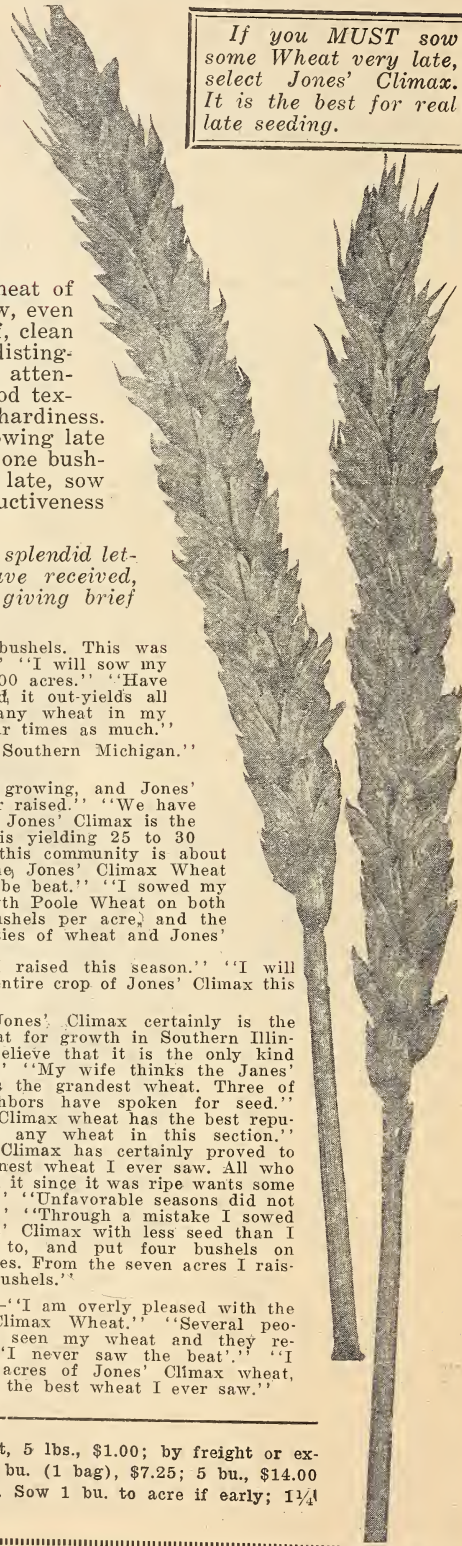 If you MUST sow
some Wheat very late,
select Jones' Climax.
It is the best for real
late seeding.
heat of
w, even
, clean
listing-
atten-
od tex-
hardiness.
owing late
one bush-
late, sow
uctiveness
splendid let-
ave received,
giving brief
bushels. This was
' "I will sow my
00 acres." "Have
d, it out-yields all
any wheat in my
r times as much."
Southern Michigan."
growing, and Jones'
r raised." "We have
Jones' Climax is the
is yielding 25 to 30
this community is about
ne, Jones' Climax Wheat
be beat." "I sowed my
th Poole Wheat on both
shels per acre, and the
ies of wheat and Jones'
I raised this season." "I will
entire crop of Jones' Climax this
Jones'. Climax certainly is the
at for growth in Southern Illin-
elieve that it is the only kind
' "My wife thinks the Janes'
s the grandest wheat. Three of
hbors have spoken for seed."
Climax wheat has the best repu-
any wheat in this section."
Climax has certainly proved to
nest wheat I ever saw. All who
it since it was ripe wants some
' "Unfavorable seasons did not
' "Through a mistake I sowed
' Climax with less seed than I
to, and put four bushels on
es. From the seven acres I rais-
ushels."
-"I am overly pleased with the
Climax Wheat." "Several peo-
seen my wheat and they re-
'I never saw the beat'." "I
acres of Jones' Climax wheat,
the best wheat I ever saw."
t, 5 lbs., $1.00; by freight or ex-
bu. (1 bag), $7.25; 5 bu., $14.00
. Sow 1 bu. to acre if early; 1¼